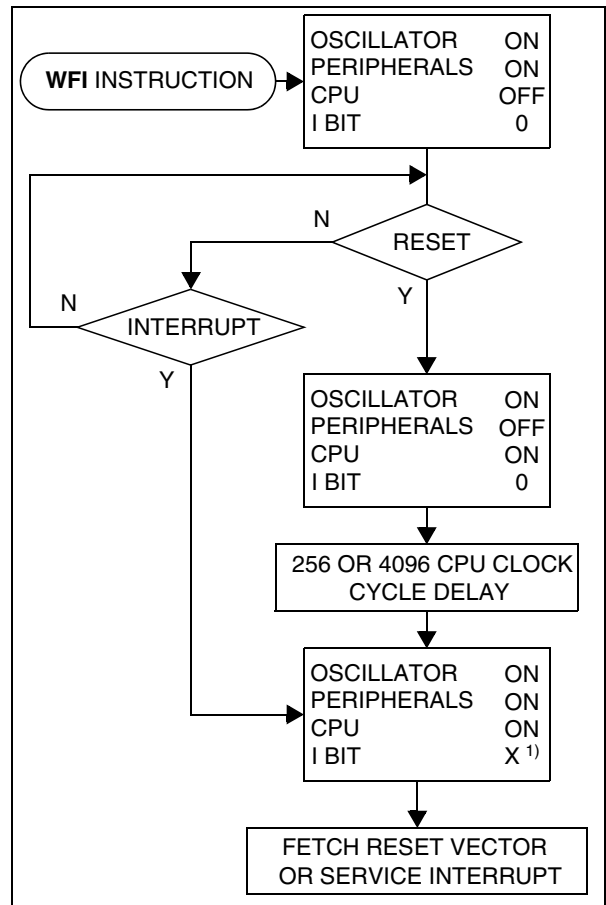 WFI INSTRUCTION
OSCILLATOR ON
PERIPHERALS ON
CPU OFF
I BIT 0
N
RESET
Y
N
INTERRUPT
Y
OSCILLATOR ON
PERIPHERALS OFF
CPU ON
I BIT 0
256 OR 4096 CPU CLOCK
CYCLE DELAY
OSCILLATOR ON
PERIPHERALS ON
CPU ON
I BIT X 1)
FETCH RESET VECTOR
OR SERVICE INTERRUPT